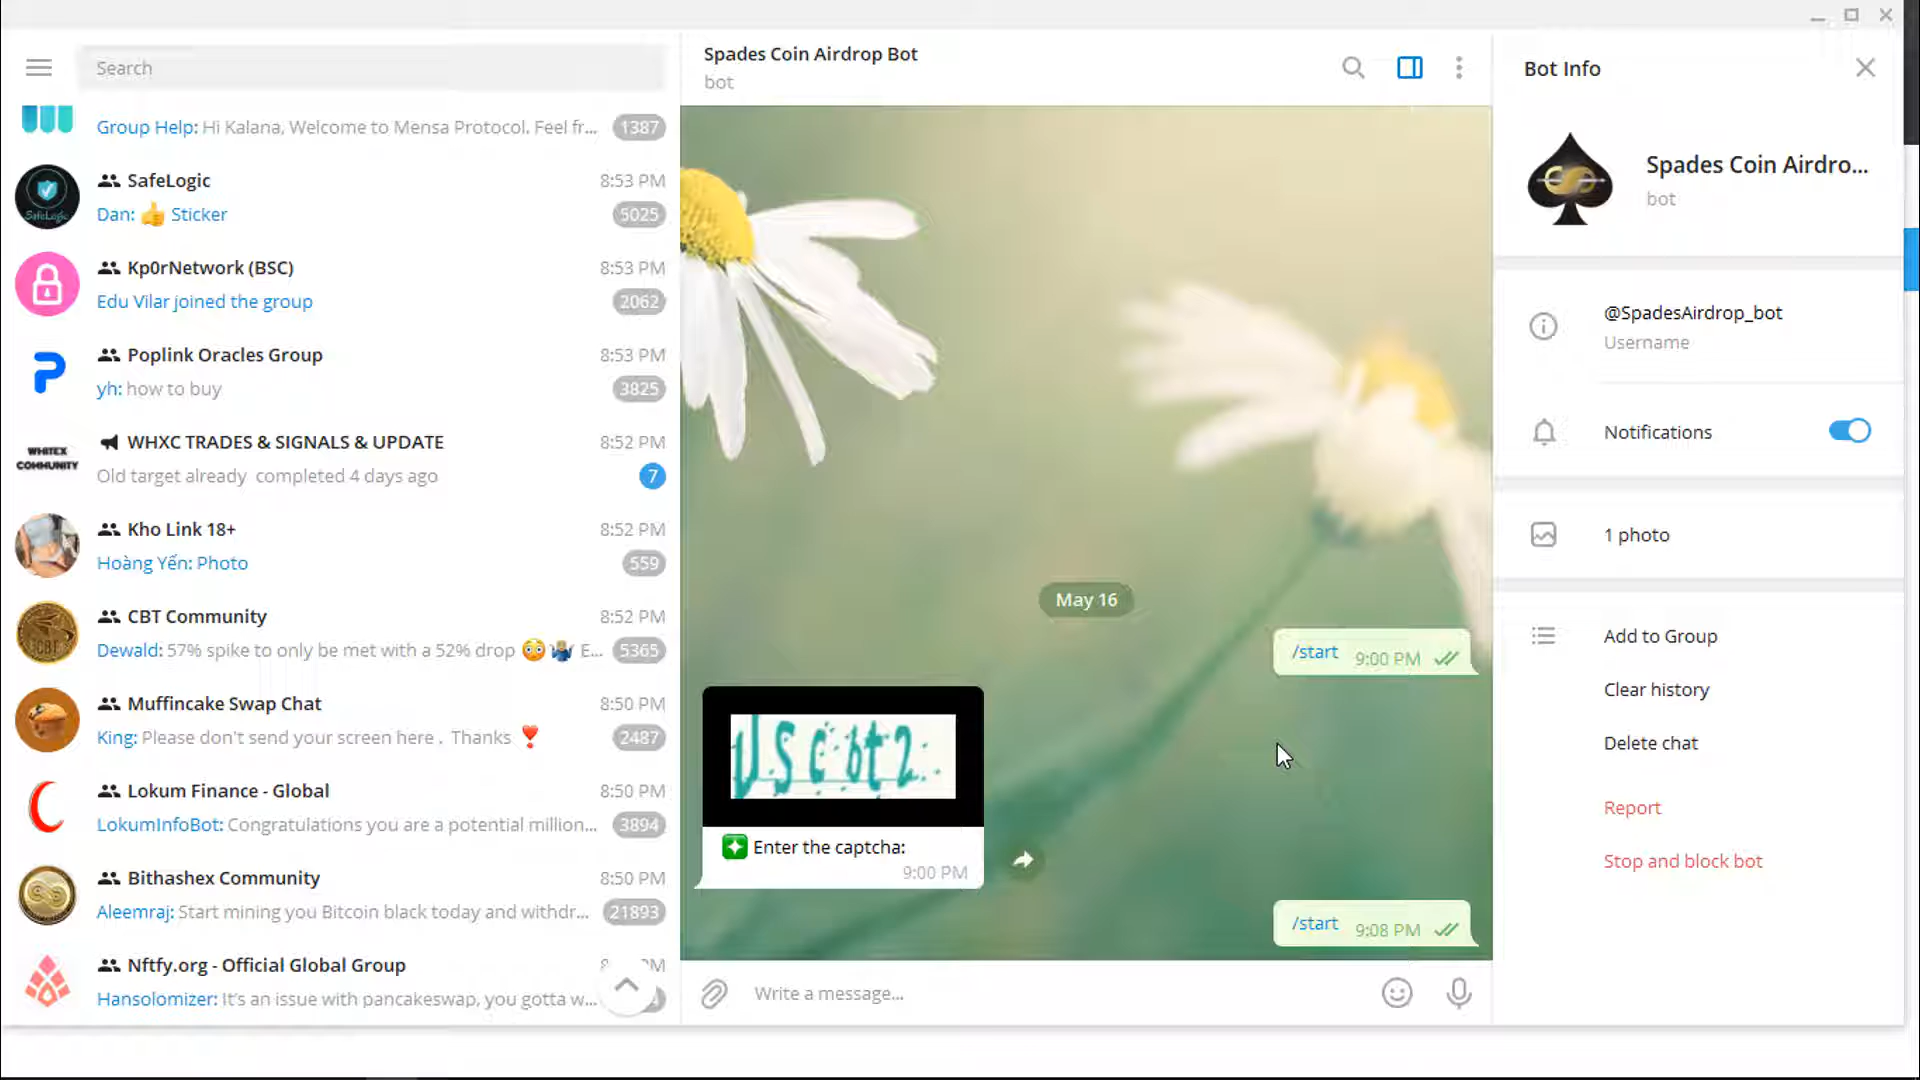 Search
Group Help: Hi Kalana, Welcome to Mensa Protocol. Feel fr...
1387
SafeLogic
8:53 PM
Dan: 👍 Sticker
5025
Kp0rNetwork (BSC)
8:53 PM
Edu Vilar joined the group
2062
Poplink Oracles Group
8:53 PM
yh: how to buy
3825
WHITEX
COMMUNITY
WHXC TRADES & SIGNALS & UPDATE
8:52 PM
Old target already completed 4 days ago
7
Kho Link 18+
8:52 PM
Hoàng Yến: Photo
559
CBT Community
8:52 PM
Dewald: 57% spike to only be met with a 52% drop 😳🤷‍♂️ E...
5365
Muffincake Swap Chat
8:50 PM
King: Please don't send your screen here . Thanks ❣️
2487
Lokum Finance - Global
8:50 PM
LokumInfoBot: Congratulations you are a potential million...
3894
Bithashex Community
8:50 PM
Aleemraj: Start mining you Bitcoin black today and withdr...
21893
Nftfy.org - Official Global Group
Hansolomizer: It's an issue with pancakeswap, you gotta w...
Spades Coin Airdrop Bot
bot
May 16
/start
9:00 PM
Enter the captcha:
9:00 PM
/start
9:08 PM
Write a message...
Bot Info
Spades Coin Airdro...
bot
@SpadesAirdrop_bot
Username
Notifications
1 photo
Add to Group
Clear history
Delete chat
Report
Stop and block bot